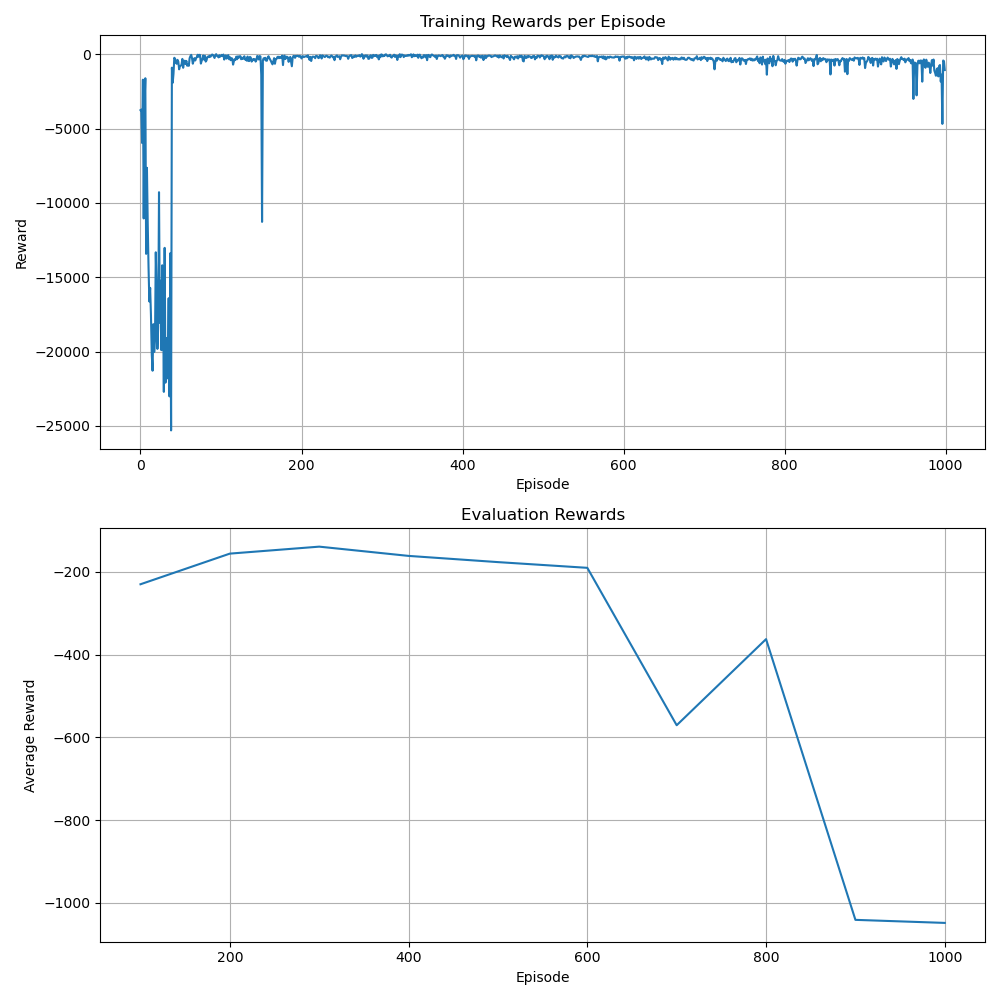 Training Rewards per Episode
0
−5000
−10000
−15000
−20000
−25000
Reward
0 200 400 600 800 1000
Episode
Evaluation Rewards
−200
−400
−600
−800
−1000
Average Reward
200 400 600 800 1000
Episode